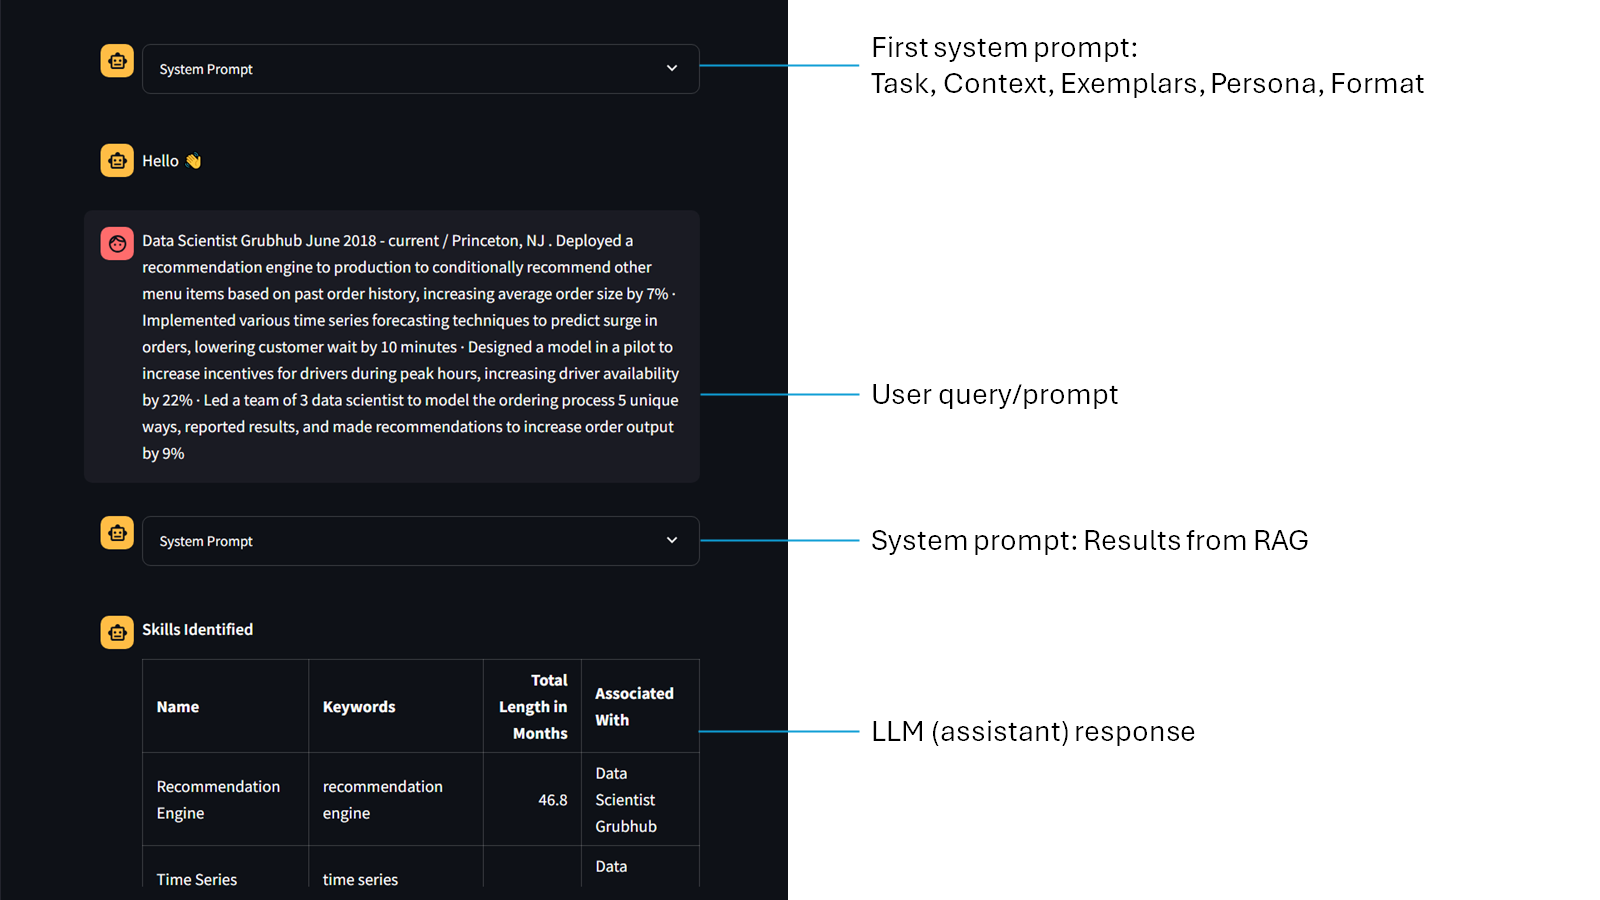 System Prompt
First system prompt:
Task, Context, Exemplars, Persona, Format
Hello 👋
Data Scientist Grubhub June 2018 - current / Princeton, NJ . Deployed a
recommendation engine to production to conditionally recommend other
menu items based on past order history, increasing average order size by 7% ·
Implemented various time series forecasting techniques to predict surge in
orders, lowering customer wait by 10 minutes · Designed a model in a pilot to
increase incentives for drivers during peak hours, increasing driver availability
by 22% · Led a team of 3 data scientist to model the ordering process 5 unique
ways, reported results, and made recommendations to increase order output
by 9%
User query/prompt
System Prompt
System prompt: Results from RAG
Skills Identified
Name
Keywords
Total
Length in
Months
Associated
With
LLM (assistant) response
Recommendation
Engine
recommendation
engine
46.8
Data
Scientist
Grubhub
Time Series
time series
Data